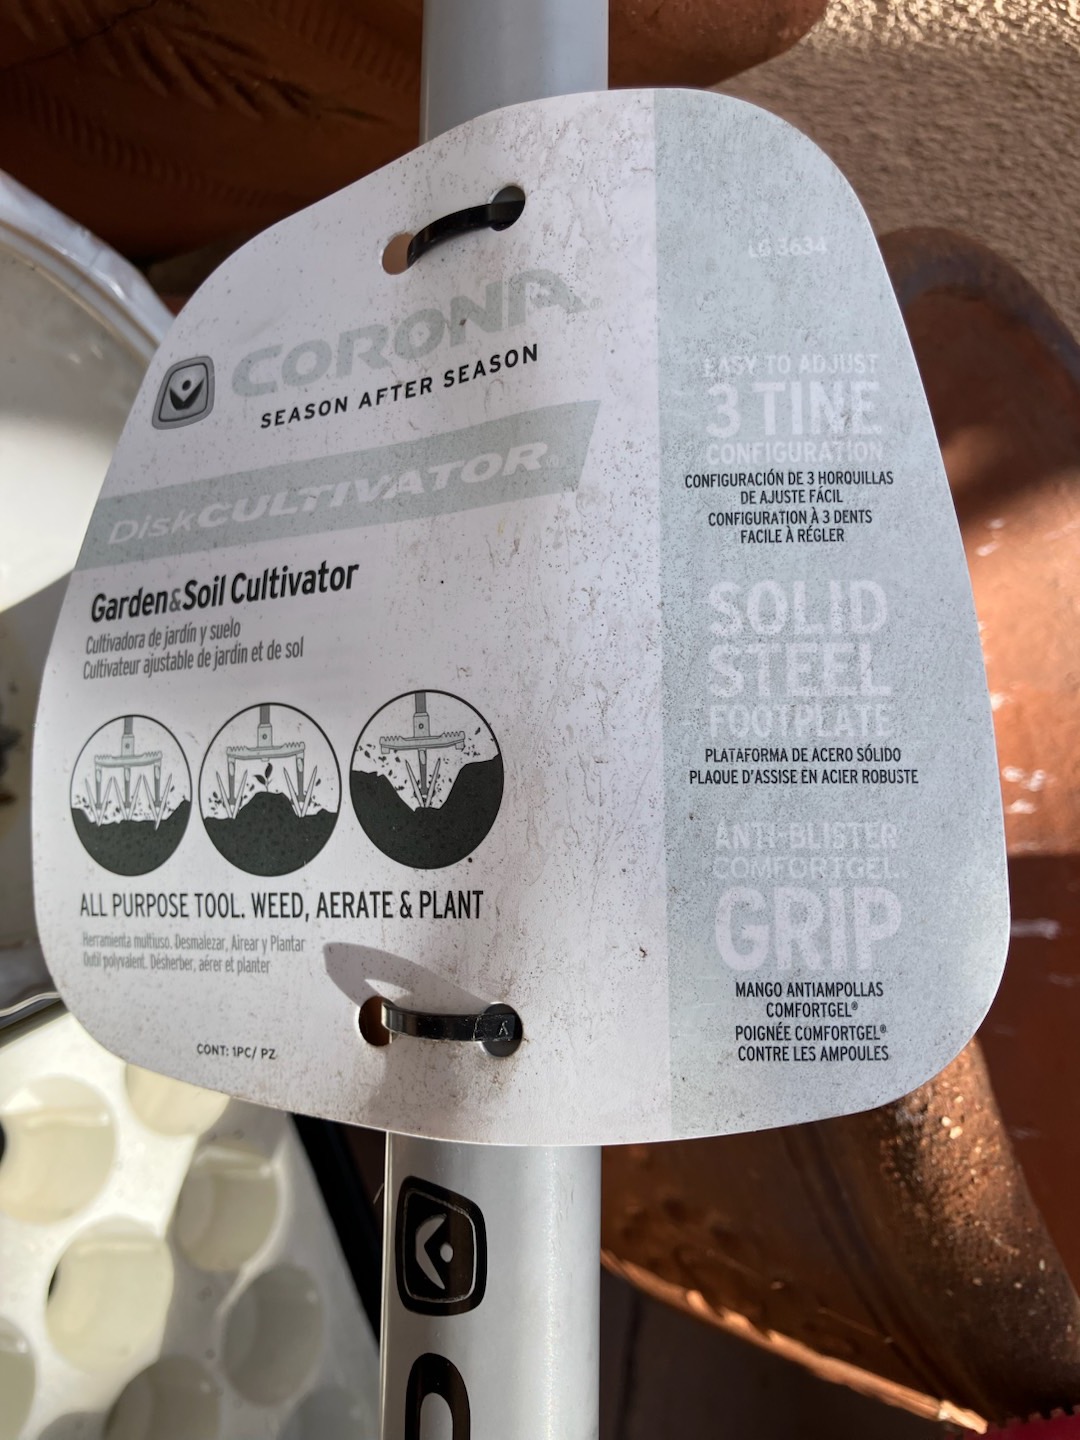 CORONA®
SEASON AFTER SEASON
DiskCULTIVATOR®
Garden&Soil Cultivator
Cultivadora de jardín y suelo
Cultivateur ajustable de jardin et de sol
ALL PURPOSE TOOL. WEED, AERATE & PLANT
Herramienta multiuso. Desmalezar, Airear y Plantar
Outil polyvalent. Désherber, aérer et planter
CONT: 1PC/ PZ
LG 3634
EASY TO ADJUST
3 TINE
CONFIGURATION
CONFIGURACIÓN DE 3 HORQUILLAS
DE AJUSTE FÁCIL
CONFIGURATION À 3 DENTS
FACILE À RÉGLER
SOLID
STEEL
FOOTPLATE
PLATAFORMA DE ACERO SÓLIDO
PLAQUE D'ASSISE EN ACIER ROBUSTE
ANTI-BLISTER
COMFORTGEL
GRIP
MANGO ANTIAMPOLLAS
COMFORTGEL®
POIGNÉE COMFORTGEL®
CONTRE LES AMPOULES